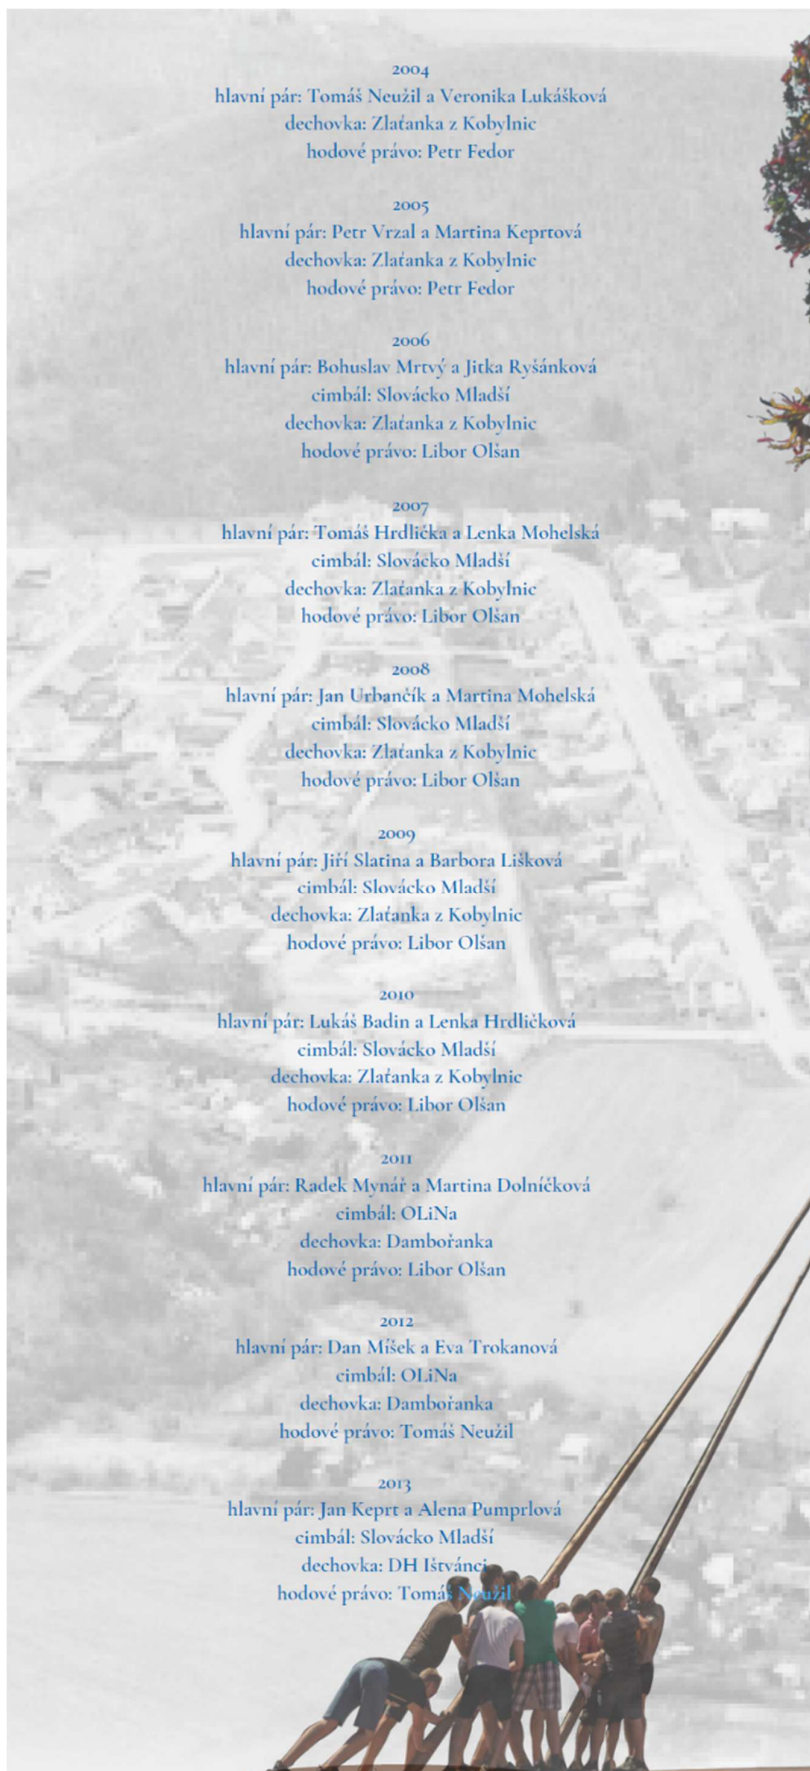 2004
hlavní pár: Tomáš Neužil a Veronika Lukášková
dechovka: Zlaťanka z Kobylnic
hodové právo: Petr Fedor
2005
hlavní pár: Petr Vrzal a Martina Keprtová
dechovka: Zlaťanka z Kobylnic
hodové právo: Petr Fedor
2006
hlavní pár: Bohuslav Mrtvý a Jitka Ryšánková
cimbál: Slovácko Mladší
dechovka: Zlaťanka z Kobylnic
hodové právo: Libor Olšan
2007
hlavní pár: Tomáš Hrdlička a Lenka Mohelská
cimbál: Slovácko Mladší
dechovka: Zlaťanka z Kobylnic
hodové právo: Libor Olšan
2008
hlavní pár: Jan Urbančík a Martina Mohelská
cimbál: Slovácko Mladší
dechovka: Zlaťanka z Kobylnic
hodové právo: Libor Olšan
2009
hlavní pár: Jiří Slatina a Barbora Lišková
cimbál: Slovácko Mladší
dechovka: Zlaťanka z Kobylnic
hodové právo: Libor Olšan
2010
hlavní pár: Lukáš Badin a Lenka Hrdličková
cimbál: Slovácko Mladší
dechovka: Zlaťanka z Kobylnic
hodové právo: Libor Olšan
2011
hlavní pár: Radek Mynář a Martina Dolníčková
cimbál: OLiNa
dechovka: Dambořanka
hodové právo: Libor Olšan
2012
hlavní pár: Dan Míšek a Eva Trokanová
cimbál: OLiNa
dechovka: Dambořanka
hodové právo: Tomáš Neužil
2013
hlavní pár: Jan Keprt a Alena Pumprlová
cimbál: Slovácko Mladší
dechovka: DH Ištvánci
hodové právo: Tomáš Neužil